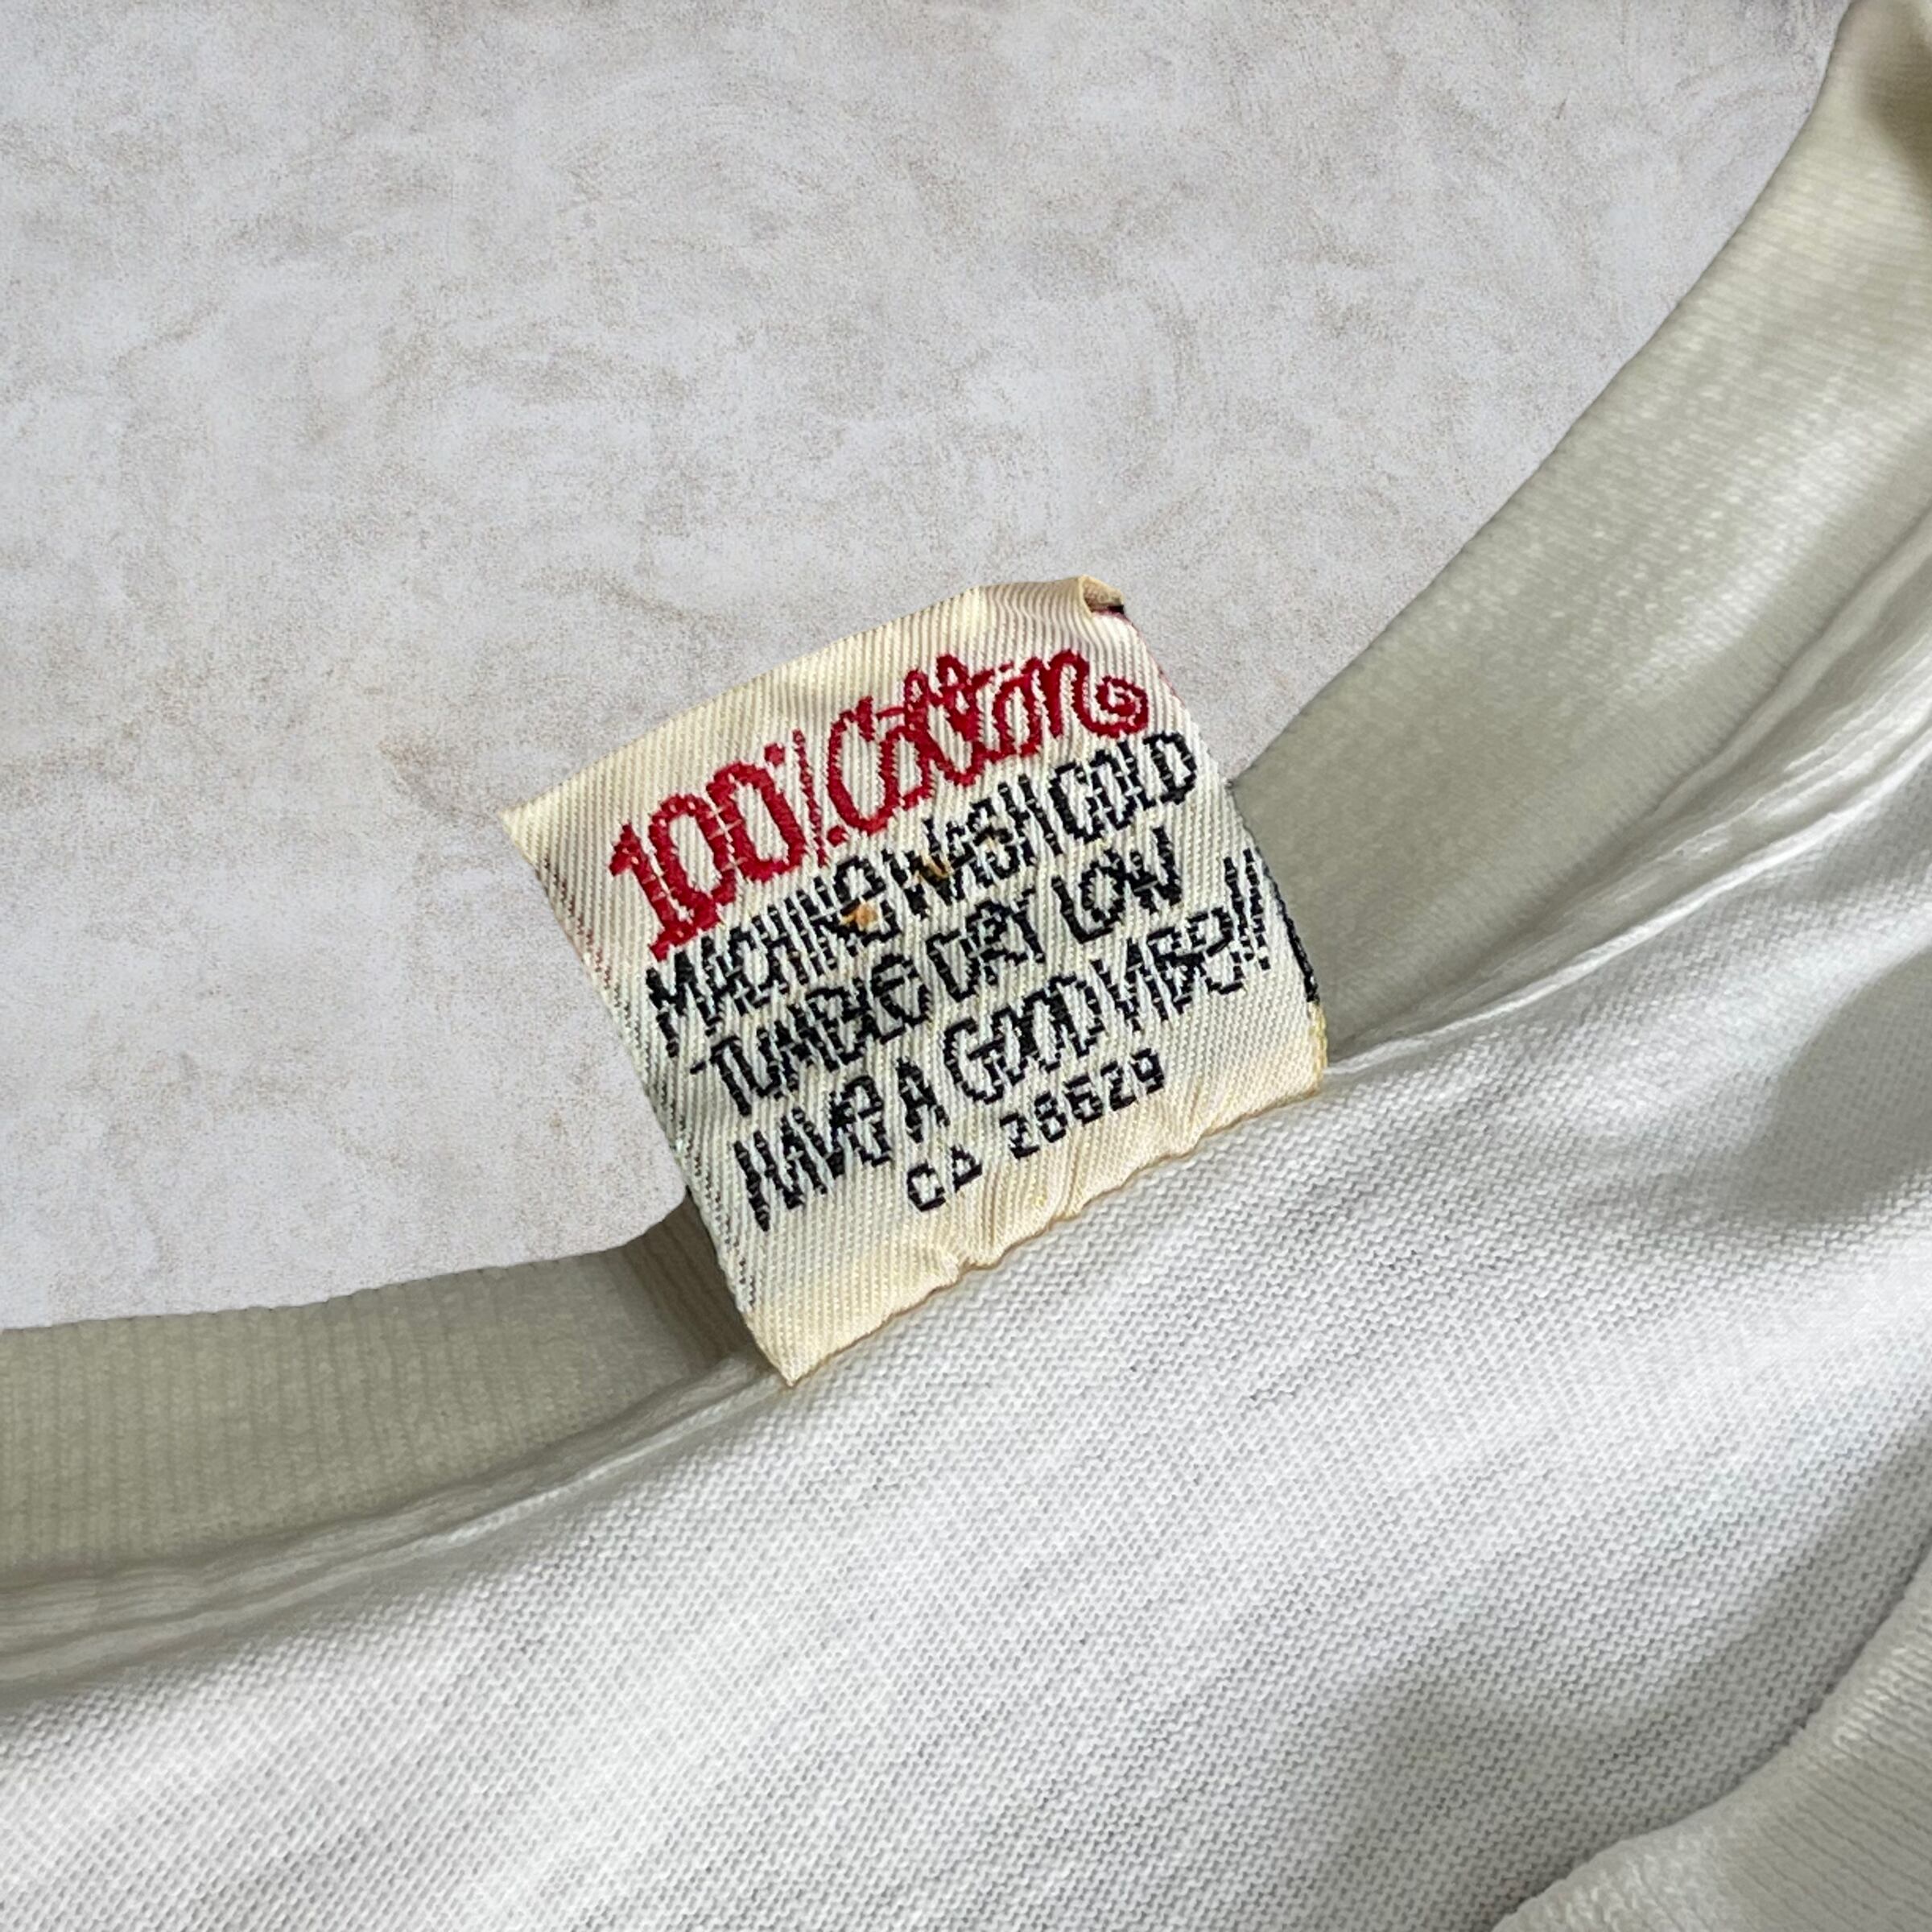 100% Cotton
MACHINE WASH COLD
TUMBLE DRY LOW
HAVE A GOOD VIBE!!
CA 28629